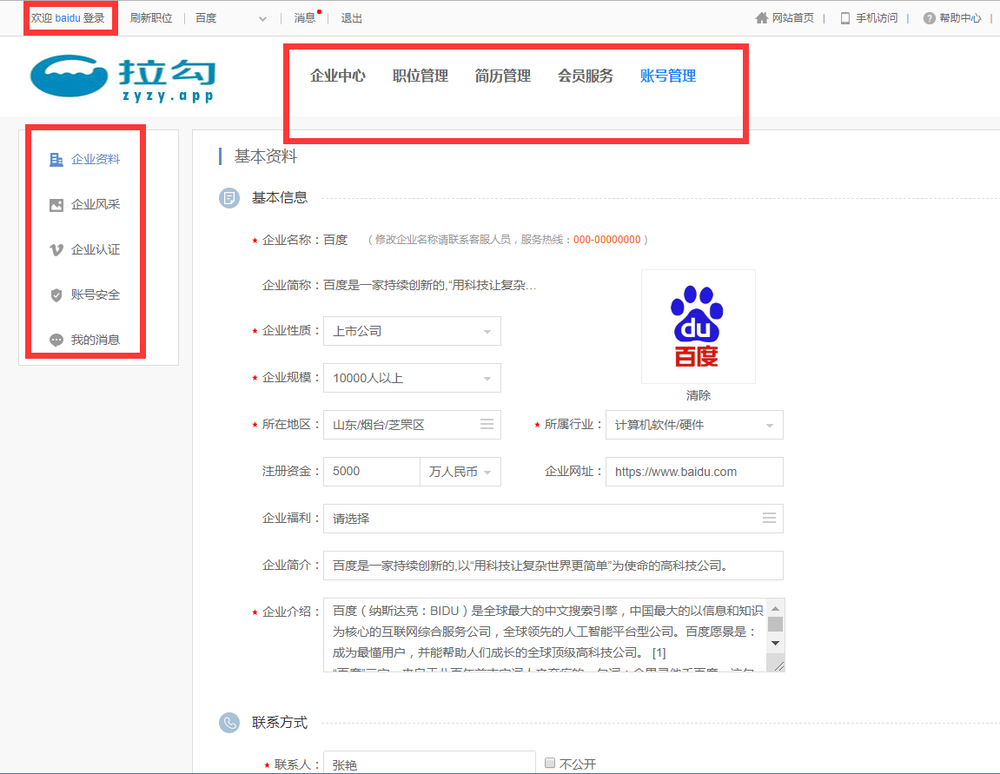 欢迎 baidu 登录 刷新职位 | 百度 | 消息 | 退出 网站首页 | 手机访问 | 帮助中心 |
拉勾
zyzy.app
企业中心 职位管理 简历管理 会员服务 账号管理
企业资料
企业风采
企业认证
账号安全
我的消息
基本资料
基本信息
* 企业名称：百度 （修改企业名称请联系客服人员，服务热线：000-00000000 ）
企业简称：百度是一家持续创新的,“用科技让复杂…
du
百度
清除
* 企业性质： 上市公司
* 企业规模： 10000人以上
* 所在地区： 山东/烟台/芝罘区 * 所属行业： 计算机软件/硬件
注册资金： 5000 万人民币 企业网址： https://www.baidu.com
企业福利： 请选择
企业简介： 百度是一家持续创新的,以“用科技让复杂世界更简单”为使命的高科技公司。
* 企业介绍： 百度（纳斯达克：BIDU）是全球最大的中文搜索引擎，中国最大的以信息和知识
为核心的互联网综合服务公司，全球领先的人工智能平台型公司。百度愿景是：
成为最懂用户，并能帮助人们成长的全球顶级高科技公司。 [1]
联系方式
* 联系人： 张艳 不公开